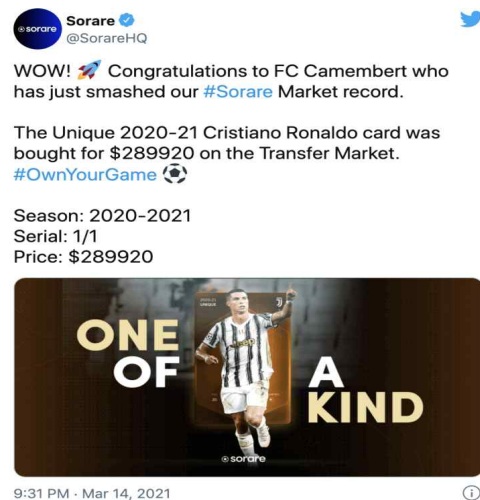 sorare
Sorare
@SorareHQ
WOW! 🚀 Congratulations to FC Camembert who
has just smashed our #Sorare Market record.
The Unique 2020-21 Cristiano Ronaldo card was
bought for $289920 on the Transfer Market.
#OwnYourGame ⚽
Season: 2020-2021
Serial: 1/1
Price: $289920
ONE
OF
A
KIND
sorare
9:31 PM · Mar 14, 2021